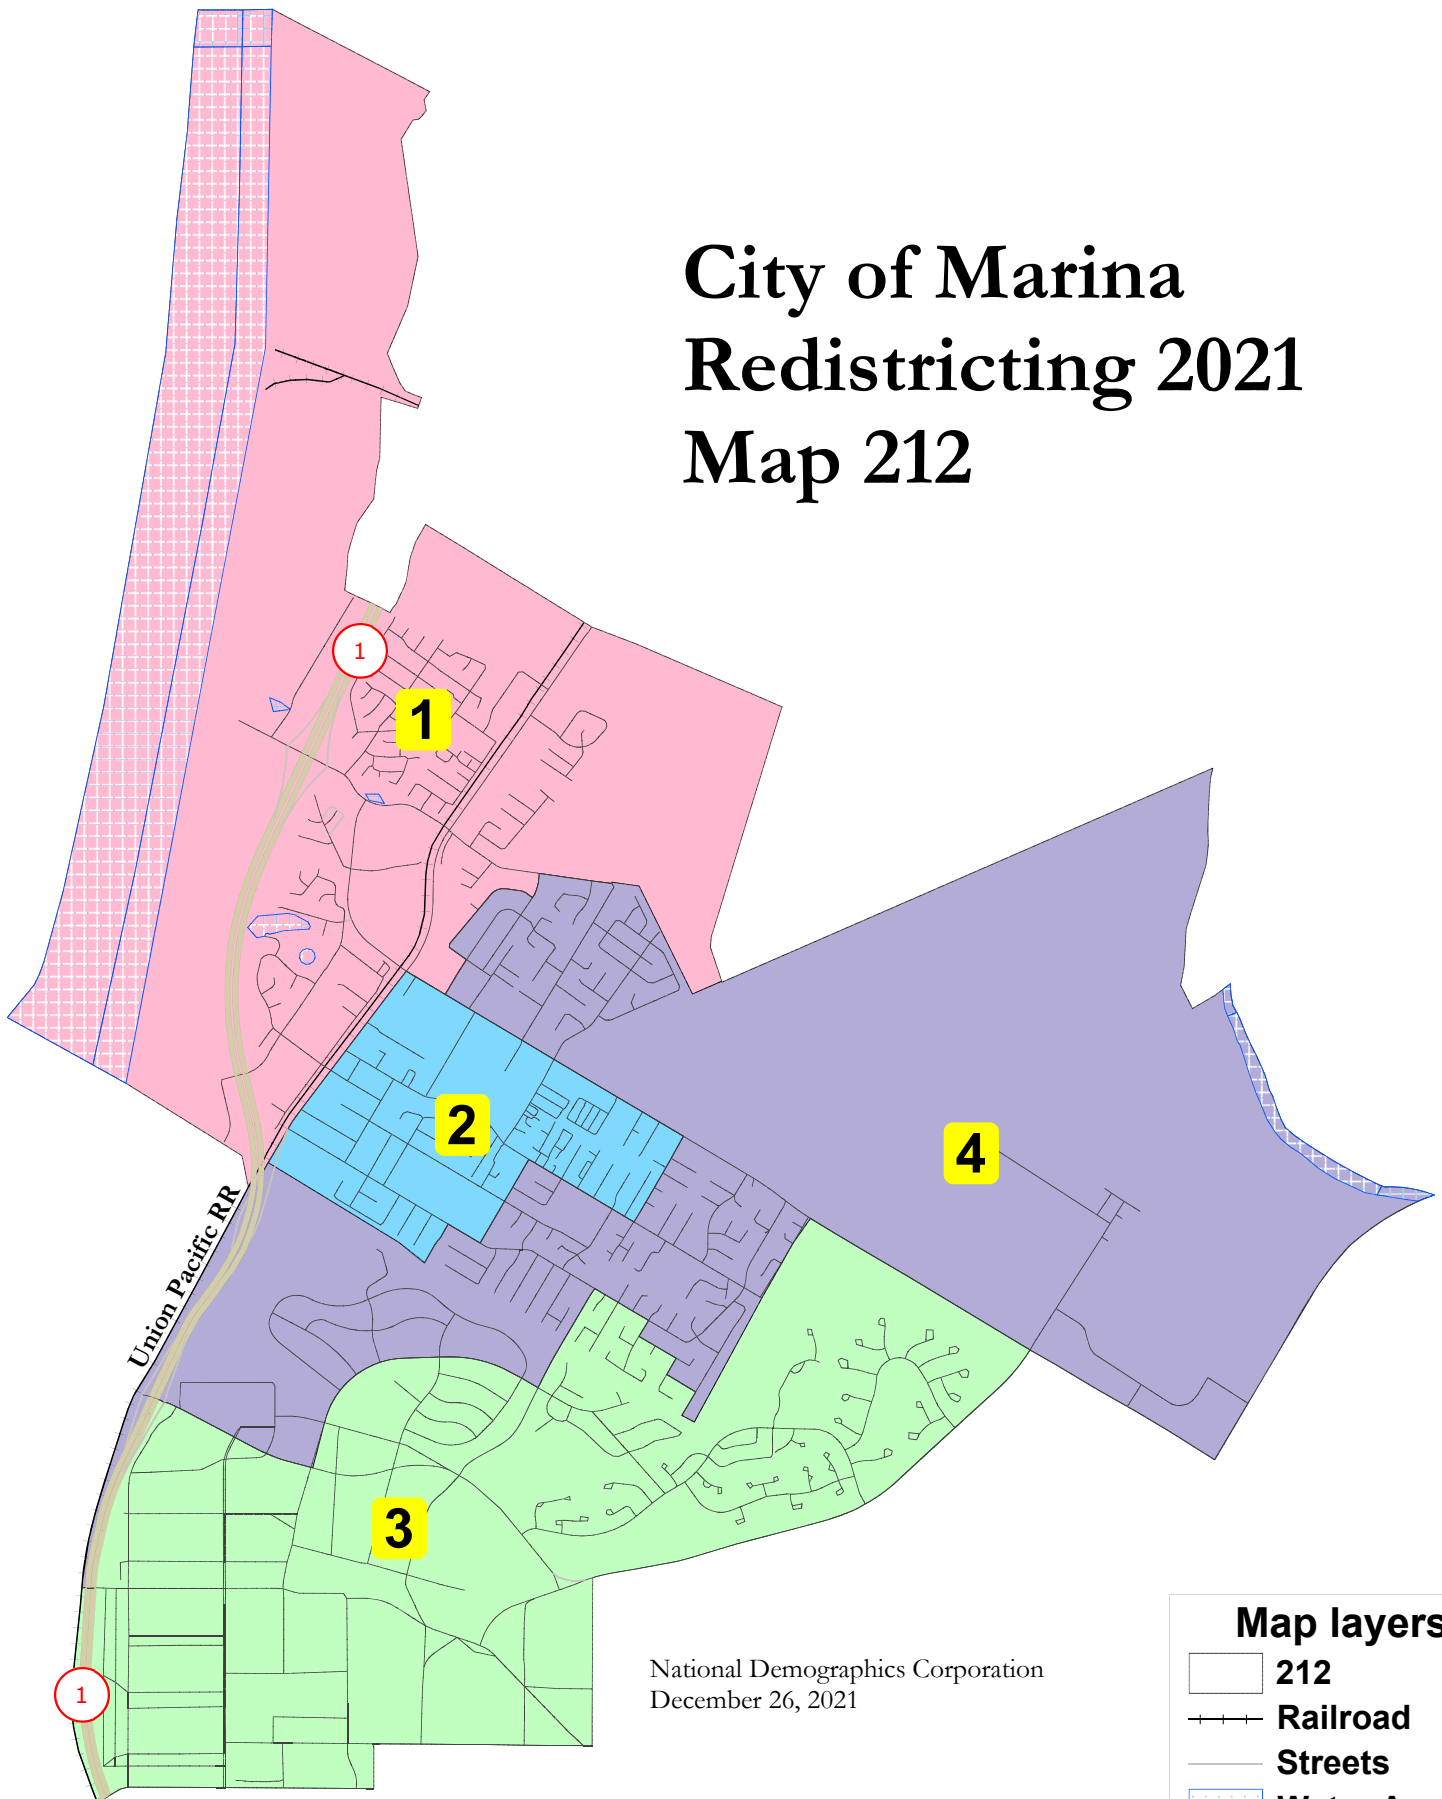 City of Marina
Redistricting 2021
Map 212
1
1
2
4
Union Pacific RR
3
1
National Demographics Corporation
December 26, 2021
Map layers
212
Railroad
Streets